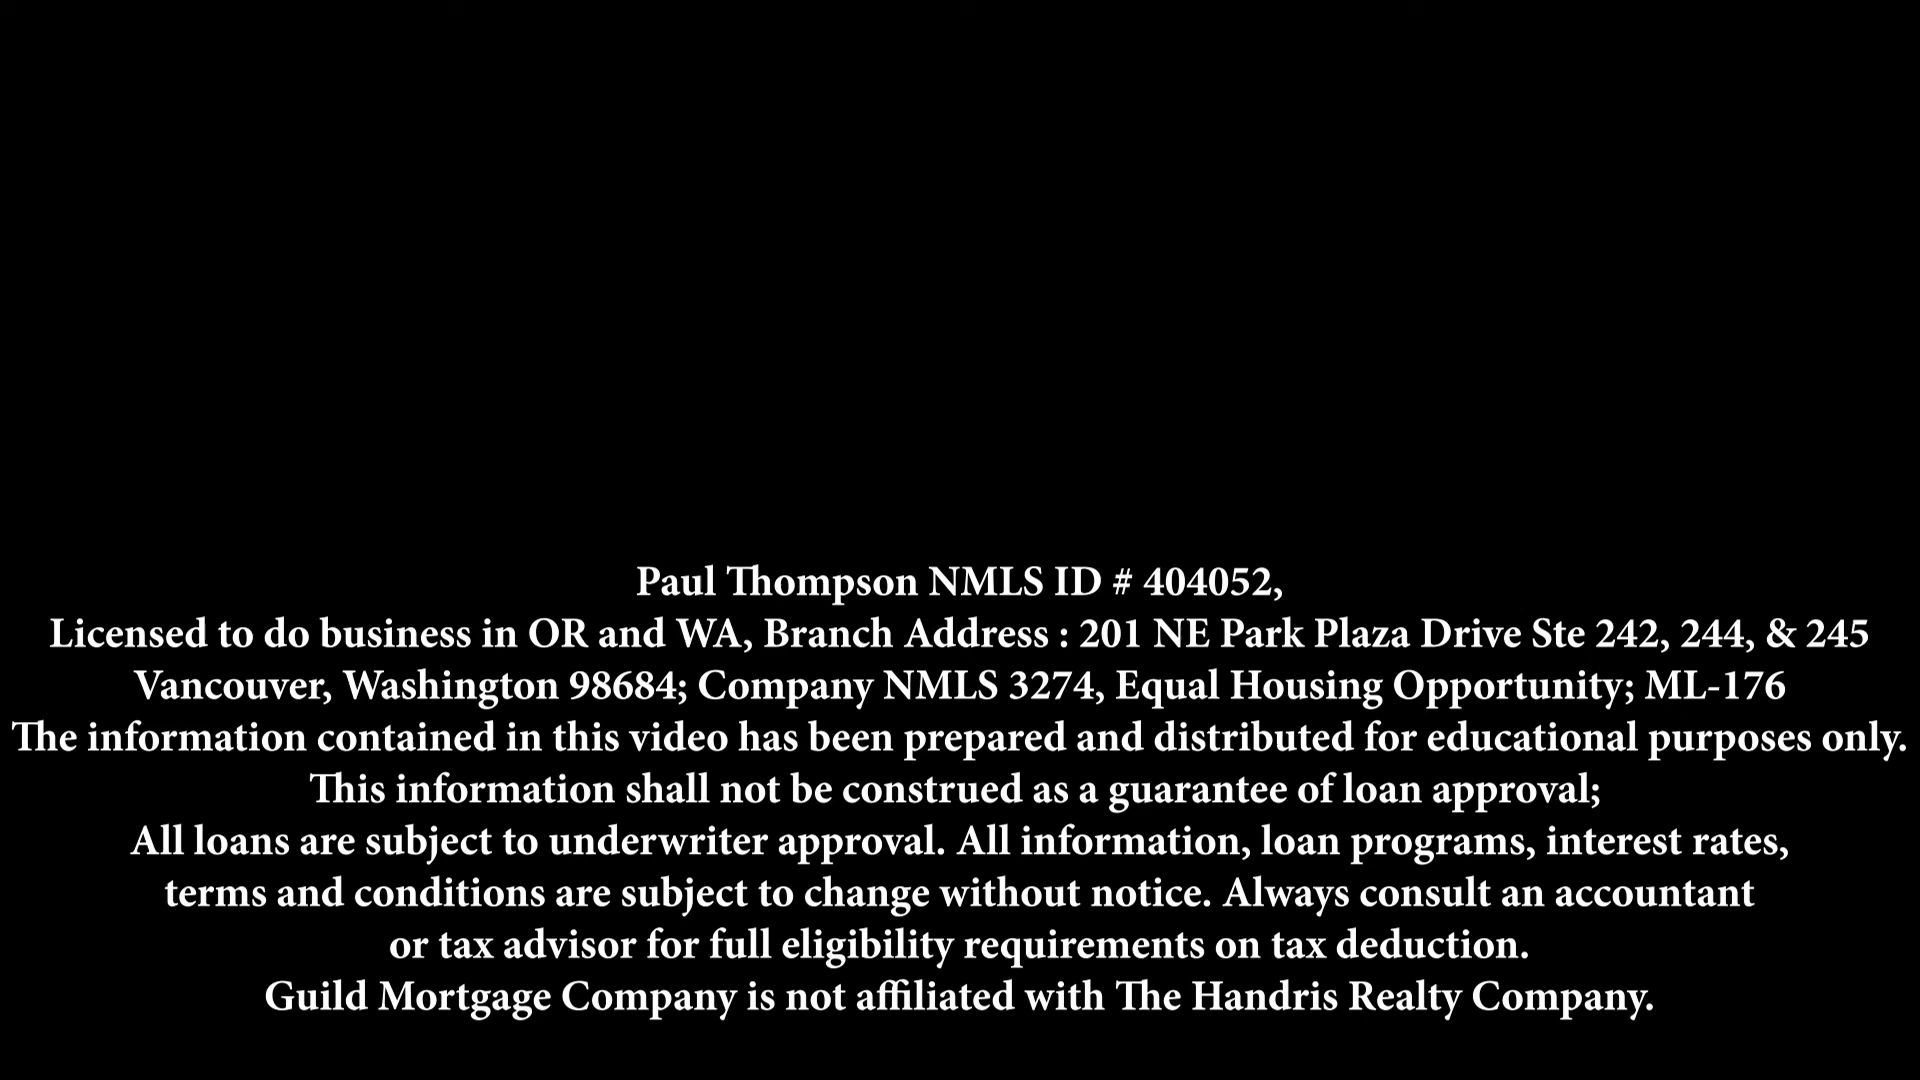 Paul Thompson NMLS ID # 404052,
Licensed to do business in OR and WA, Branch Address : 201 NE Park Plaza Drive Ste 242, 244, & 245
Vancouver, Washington 98684; Company NMLS 3274, Equal Housing Opportunity; ML-176
The information contained in this video has been prepared and distributed for educational purposes only.
This information shall not be construed as a guarantee of loan approval;
All loans are subject to underwriter approval. All information, loan programs, interest rates,
terms and conditions are subject to change without notice. Always consult an accountant
or tax advisor for full eligibility requirements on tax deduction.
Guild Mortgage Company is not affiliated with The Handris Realty Company.